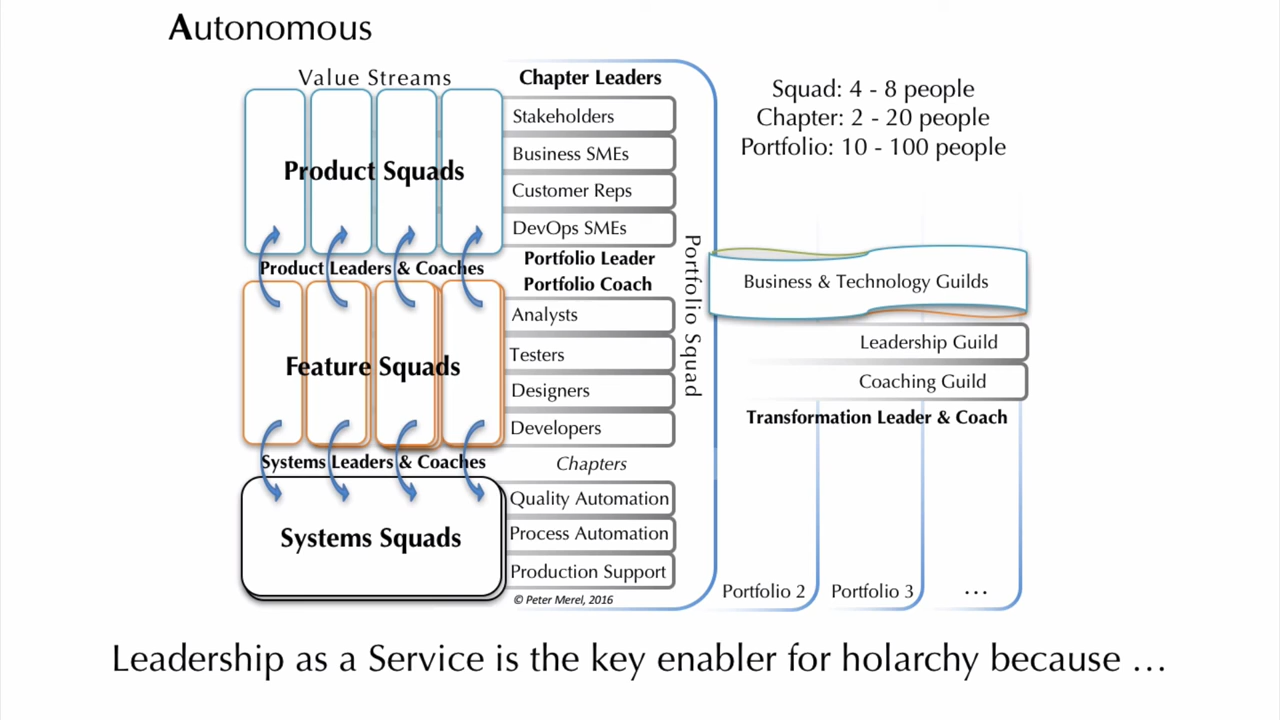 Autonomous
Value Streams
Product Squads
Product Leaders & Coaches
Feature Squads
Systems Leaders & Coaches
Systems Squads
Chapter Leaders
Stakeholders
Business SMEs
Customer Reps
DevOps SMEs
Portfolio Leader
Portfolio Coach
Analysts
Testers
Designers
Developers
Chapters
Quality Automation
Process Automation
Production Support
© Peter Merel, 2016
Portfolio Squad
Squad: 4 - 8 people
Chapter: 2 - 20 people
Portfolio: 10 - 100 people
Business & Technology Guilds
Leadership Guild
Coaching Guild
Transformation Leader & Coach
Portfolio 2
Portfolio 3
...
Leadership as a Service is the key enabler for holarchy because ...